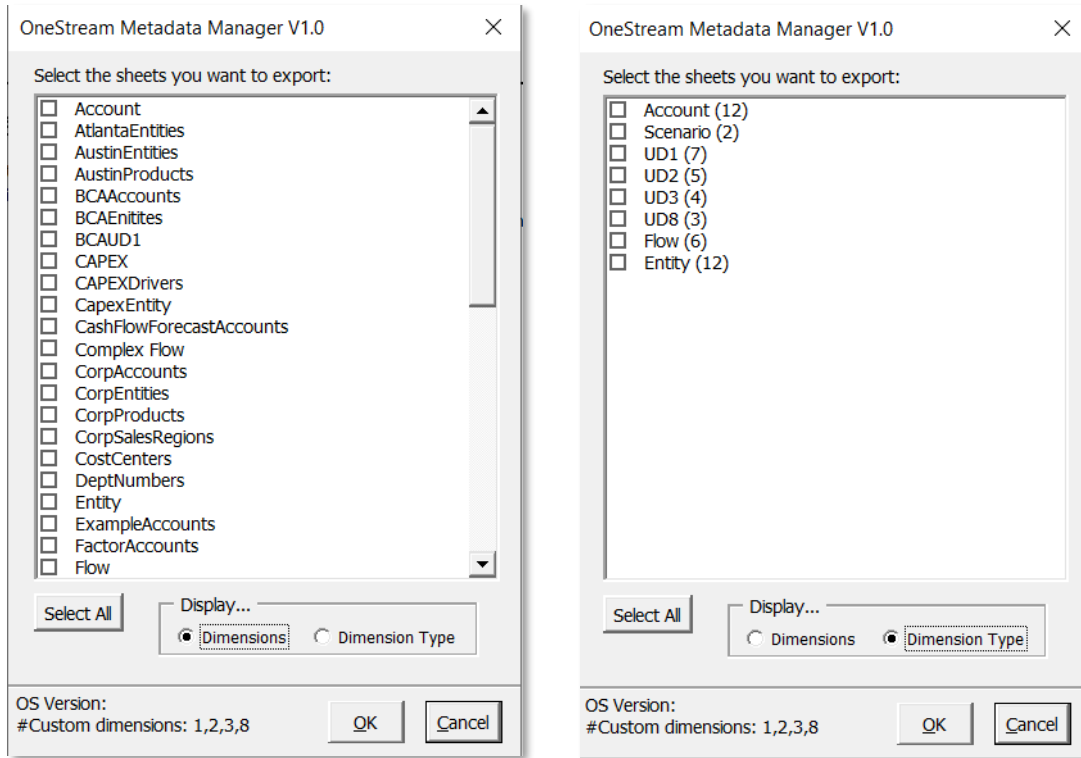 OneStream Metadata Manager V1.0
Select the sheets you want to export:
Account
AtlantaEntities
AustinEntities
AustinProducts
BCAAccounts
BCAEnitites
BCAUD1
CAPEX
CAPEXDrivers
CapexEntity
CashFlowForecastAccounts
Complex Flow
CorpAccounts
CorpEntities
CorpProducts
CorpSalesRegions
CostCenters
DeptNumbers
Entity
ExampleAccounts
FactorAccounts
Flow
Select All
Display...
Dimensions
Dimension Type
OS Version:
#Custom dimensions: 1,2,3,8
OK
Cancel
OneStream Metadata Manager V1.0
Select the sheets you want to export:
Account (12)
Scenario (2)
UD1 (7)
UD2 (5)
UD3 (4)
UD8 (3)
Flow (6)
Entity (12)
Select All
Display...
Dimensions
Dimension Type
OS Version:
#Custom dimensions: 1,2,3,8
OK
Cancel